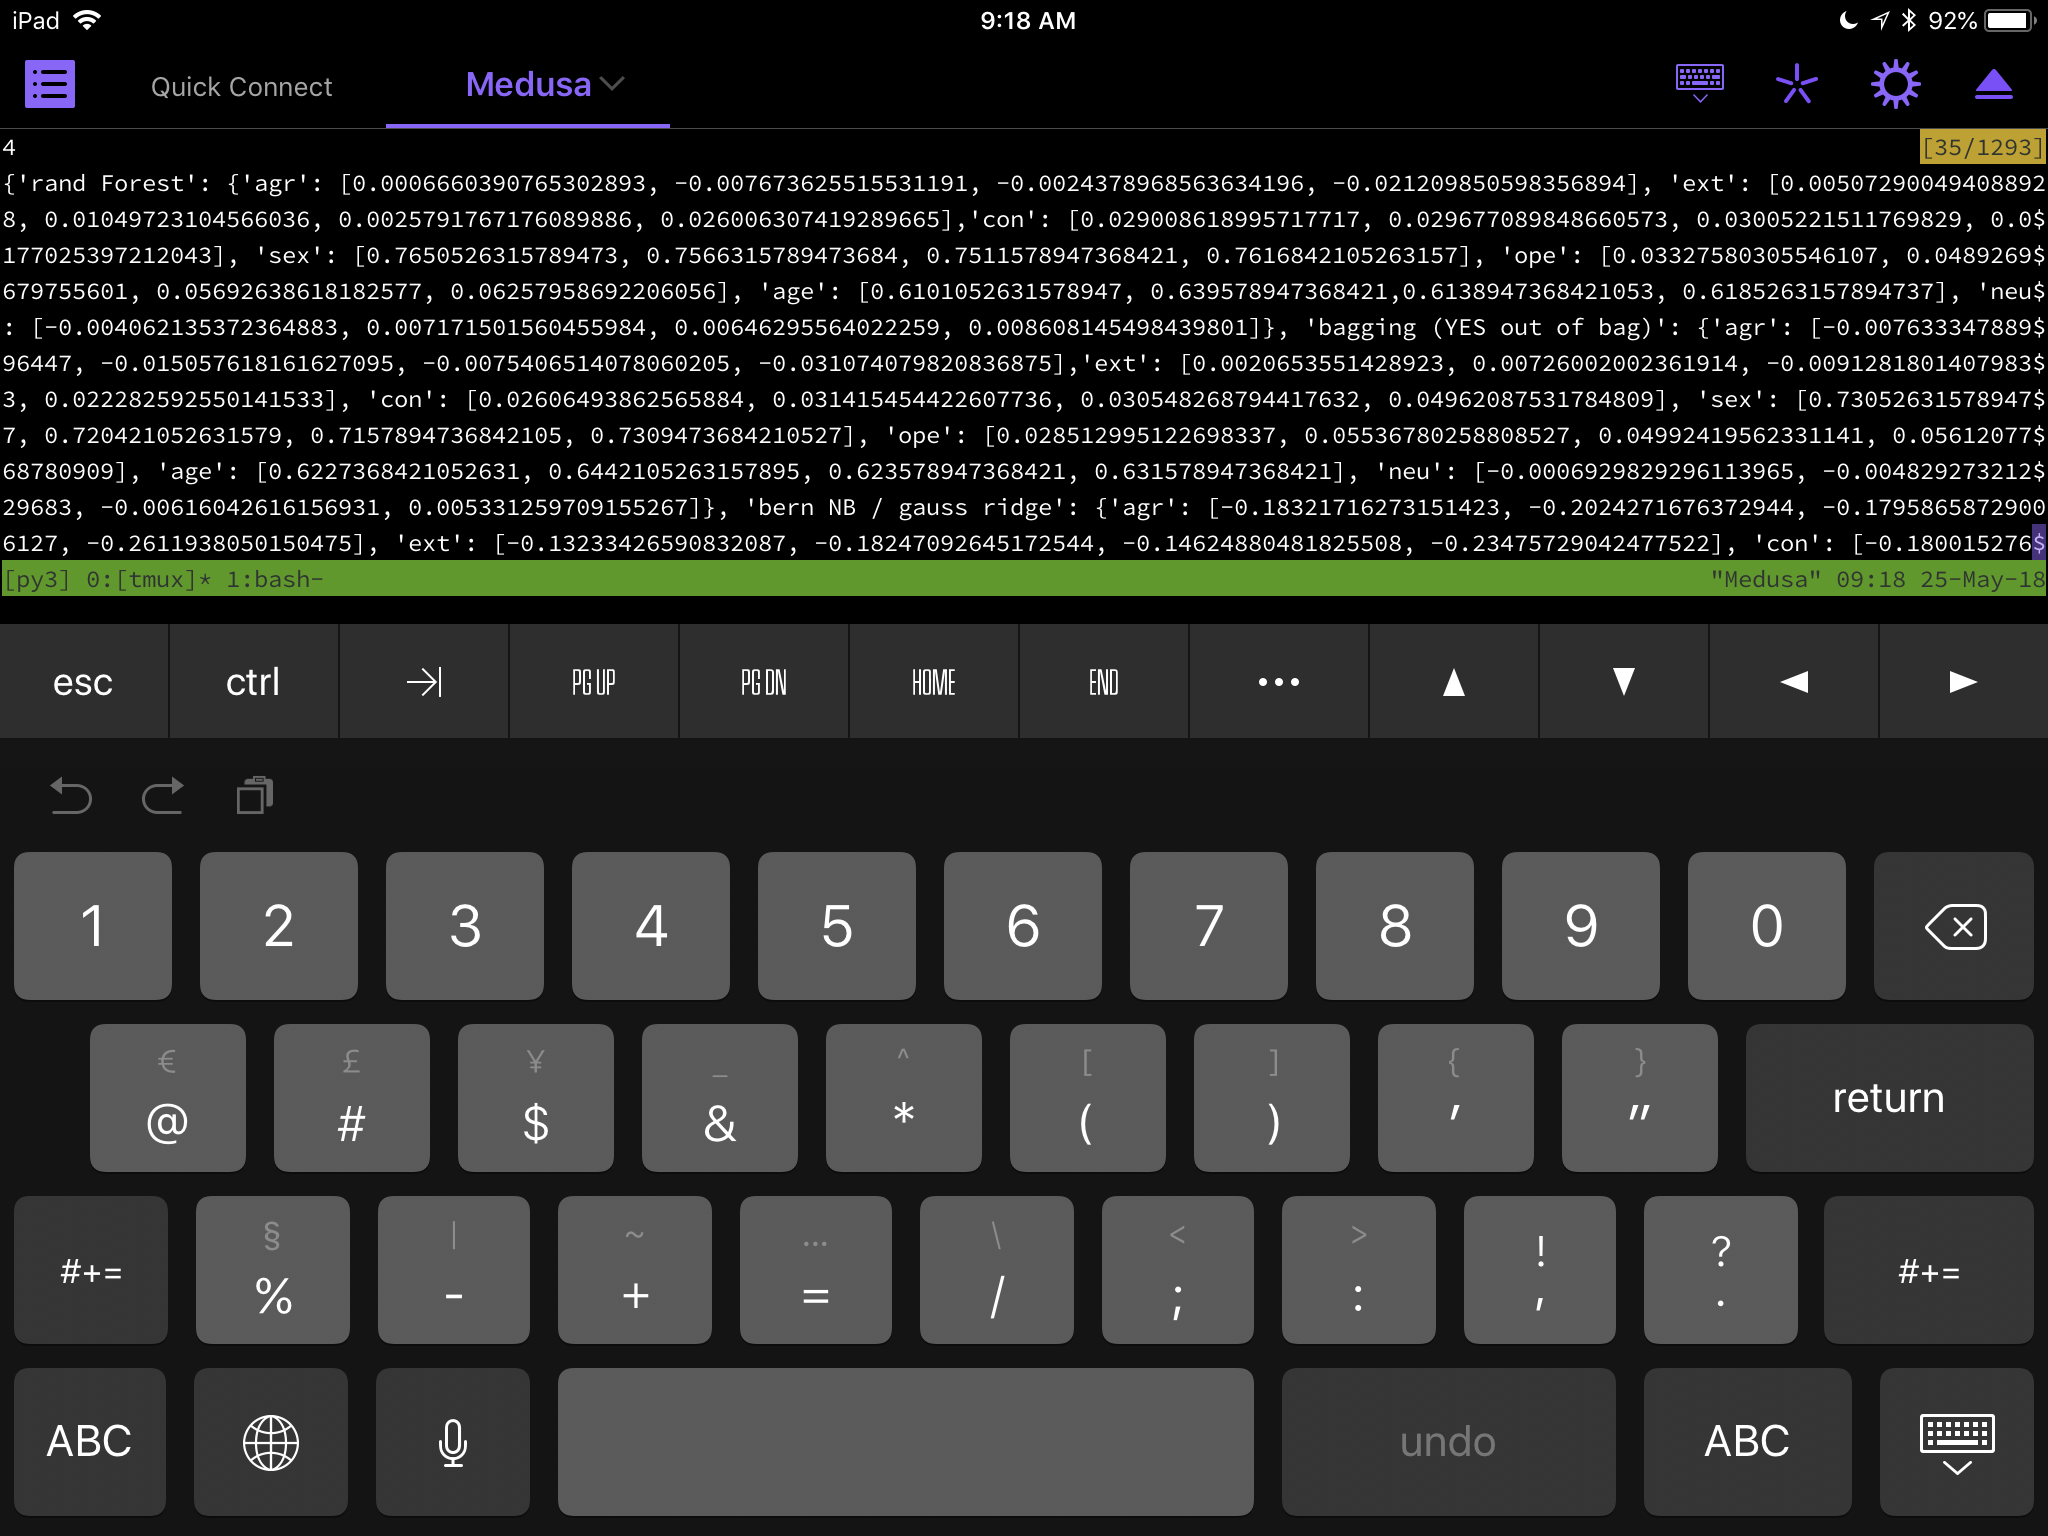 iPad 9:18 AM 92%
Quick Connect Medusa
4 [35/1293]
{'rand Forest': {'agr': [0.0006660390765302893, -0.007673625515531191, -0.0024378968563634196, -0.021209850598356894], 'ext': [0.00507290049408892
8, 0.01049723104566036, 0.0025791767176089886, 0.026006307419289665],'con': [0.029008618995717717, 0.029677089848660573, 0.03005221511769829, 0.0$
177025397212043], 'sex': [0.7650526315789473, 0.7566315789473684, 0.7511578947368421, 0.7616842105263157], 'ope': [0.03327580305546107, 0.0489269$
679755601, 0.05692638618182577, 0.06257958692206056], 'age': [0.6101052631578947, 0.639578947368421,0.6138947368421053, 0.6185263157894737], 'neu$
: [-0.004062135372364883, 0.007171501560455984, 0.00646295564022259, 0.008608145498439801]}, 'bagging (YES out of bag)': {'agr': [-0.007633347889$
96447, -0.015057618161627095, -0.0075406514078060205, -0.031074079820836875],'ext': [0.0020653551428923, 0.00726002002361914, -0.0091281801407983$
3, 0.022282592550141533], 'con': [0.02606493862565884, 0.031415454422607736, 0.030548268794417632, 0.04962087531784809], 'sex': [0.73052631578947$
7, 0.720421052631579, 0.7157894736842105, 0.7309473684210527], 'ope': [0.028512995122698337, 0.05536780258808527, 0.04992419562331141, 0.05612077$
68780909], 'age': [0.6227368421052631, 0.6442105263157895, 0.623578947368421, 0.631578947368421], 'neu': [-0.0006929829296113965, -0.004829273212$
29683, -0.00616042616156931, 0.005331259709155267]}, 'bern NB / gauss ridge': {'agr': [-0.18321716273151423, -0.2024271676372944, -0.1795865872900
6127, -0.2611938050150475], 'ext': [-0.13233426590832087, -0.18247092645172544, -0.14624880481825508, -0.23475729042477522], 'con': [-0.180015276$
[py3] 0:[tmux]* 1:bash- "Medusa" 09:18 25-May-18
esc ctrl PG UP PG DN HOME END •••
1 2 3 4 5 6 7 8 9 0
€ £ ¥ _ ^ [ ] { }
@ # $ & * ( ) ' " return
§ | ~ … \ < > ! ?
#+= % - + = / ; : , . #+=
ABC undo ABC